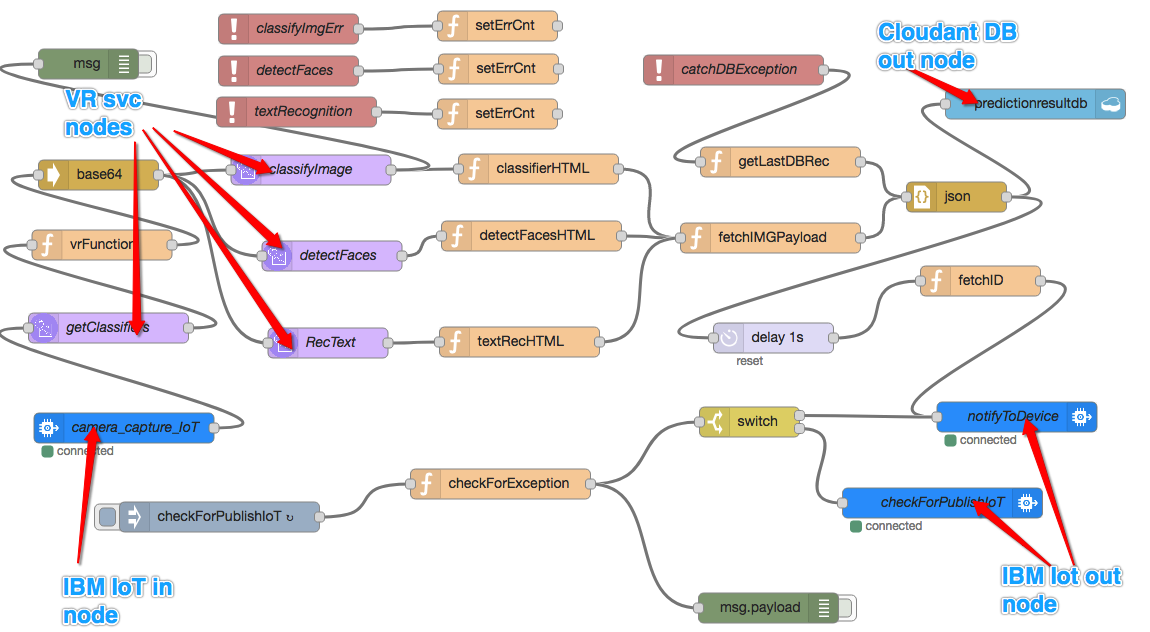 classifyImgErr
setErrCnt
Cloudant DB
out node
msg
detectFaces
setErrCnt
catchDBException
VR svc
nodes
textRecognition
setErrCnt
predictionresultdb
base64
classifyImage
classifierHTML
getLastDBRec
json
vrFunction
detectFaces
detectFacesHTML
fetchIMGPayload
getClassifiers
RecText
textRecHTML
delay 1s
reset
fetchID
camera_capture_IoT
connected
switch
notifyToDevice
connected
checkForException
checkForPublishIoT ↻
checkForPublishIoT
connected
IBM IoT in
node
IBM Iot out
node
msg.payload